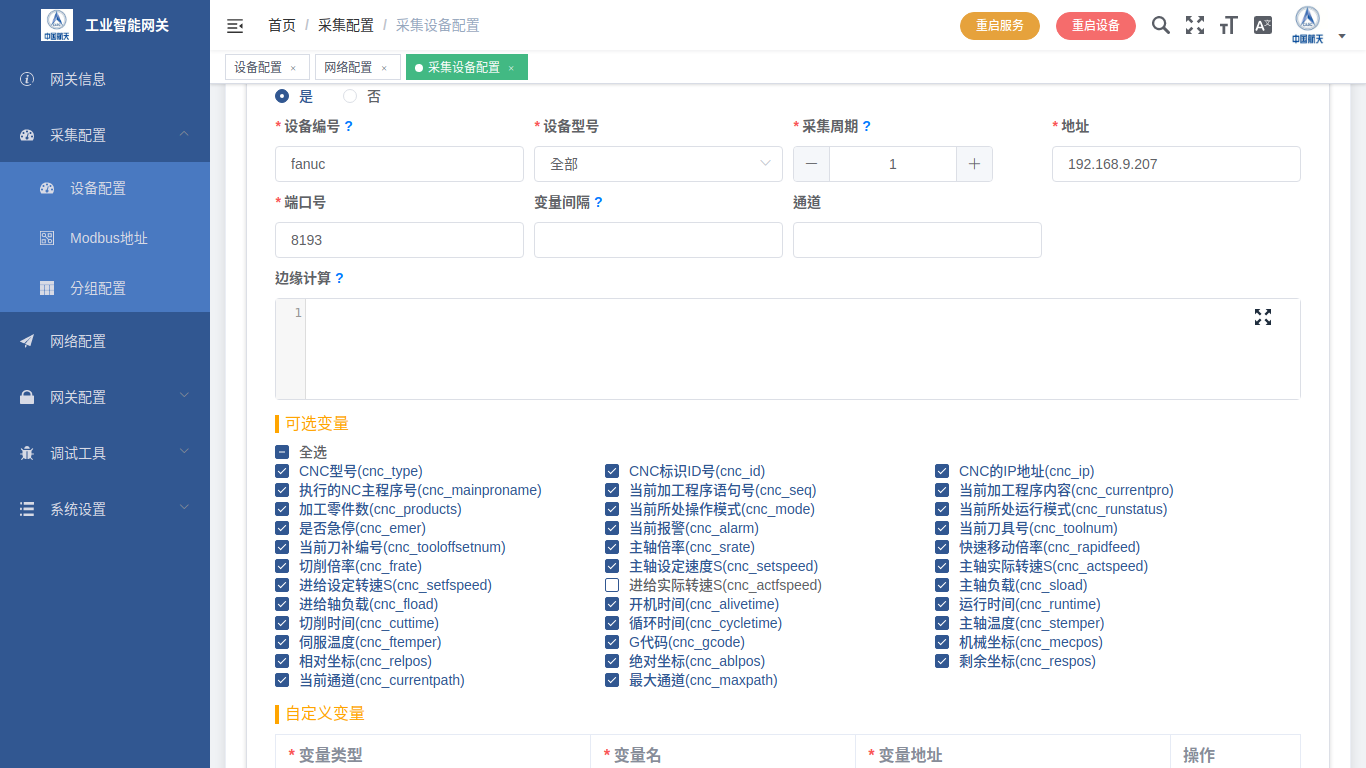 中国航天
工业智能网关
首页 / 采集配置 / 采集设备配置
重启服务
重启设备
中国航天
设备配置 ×
网络配置 ×
采集设备配置 ×
网关信息
采集配置
设备配置
Modbus地址
分组配置
网络配置
网关配置
调试工具
系统设置
是 否
* 设备编号 ? * 设备型号 * 采集周期 ? * 地址
fanuc 全部 1 192.168.9.207
* 端口号 变量间隔 ? 通道
8193
边缘计算 ?
1
可选变量
全选
CNC型号(cnc_type) CNC标识ID号(cnc_id) CNC的IP地址(cnc_ip)
执行的NC主程序号(cnc_mainproname) 当前加工程序语句号(cnc_seq) 当前加工程序内容(cnc_currentpro)
加工零件数(cnc_products) 当前所处操作模式(cnc_mode) 当前所处运行模式(cnc_runstatus)
是否急停(cnc_emer) 当前报警(cnc_alarm) 当前刀具号(cnc_toolnum)
当前刀补编号(cnc_tooloffsetnum) 主轴倍率(cnc_srate) 快速移动倍率(cnc_rapidfeed)
切削倍率(cnc_frate) 主轴设定速度S(cnc_setspeed) 主轴实际转速S(cnc_actspeed)
进给设定转速S(cnc_setfspeed) 进给实际转速S(cnc_actfspeed) 主轴负载(cnc_sload)
进给轴负载(cnc_fload) 开机时间(cnc_alivetime) 运行时间(cnc_runtime)
切削时间(cnc_cuttime) 循环时间(cnc_cycletime) 主轴温度(cnc_stemper)
伺服温度(cnc_ftemper) G代码(cnc_gcode) 机械坐标(cnc_mecpos)
相对坐标(cnc_relpos) 绝对坐标(cnc_ablpos) 剩余坐标(cnc_respos)
当前通道(cnc_currentpath) 最大通道(cnc_maxpath)
自定义变量
* 变量类型 * 变量名 * 变量地址 操作